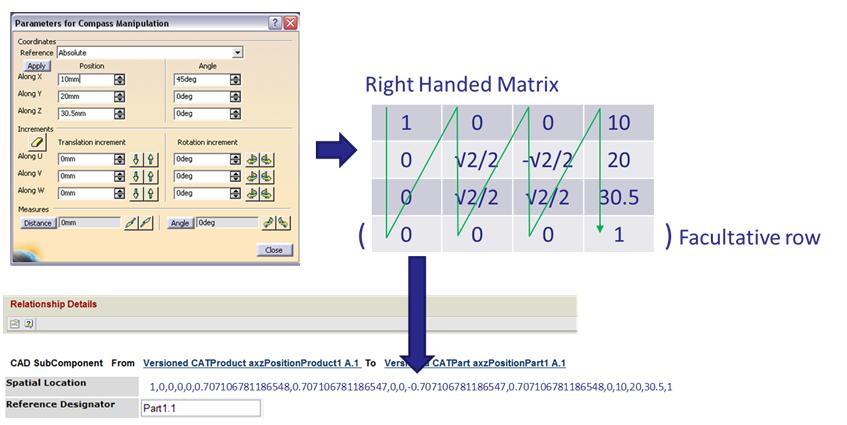 Parameters for Compass Manipulation
Coordinates
Reference Absolute
Apply Position Angle
Along X 10mm 45deg
Along Y 20mm 0deg
Along Z 30.5mm 0deg
Increments
Translation increment Rotation increment
Along U 0mm 0deg
Along V 0mm 0deg
Along W 0mm 0deg
Measures
Distance 0mm Angle 0deg
Close
Right Handed Matrix
1 0 0 10
0 √2/2 -√2/2 20
0 √2/2 √2/2 30.5
( 0 0 0 1 ) Facultative row
Relationship Details
CAD SubComponent From Versioned CATProduct axzPositionProduct1 A.1 To Versioned CATPart axzPositionPart1 A.1
Spatial Location 1,0,0,0,0,0.707106781186548,0.707106781186547,0,0,-0.707106781186547,0.707106781186548,0,10,20,30.5,1
Reference Designator Part1.1